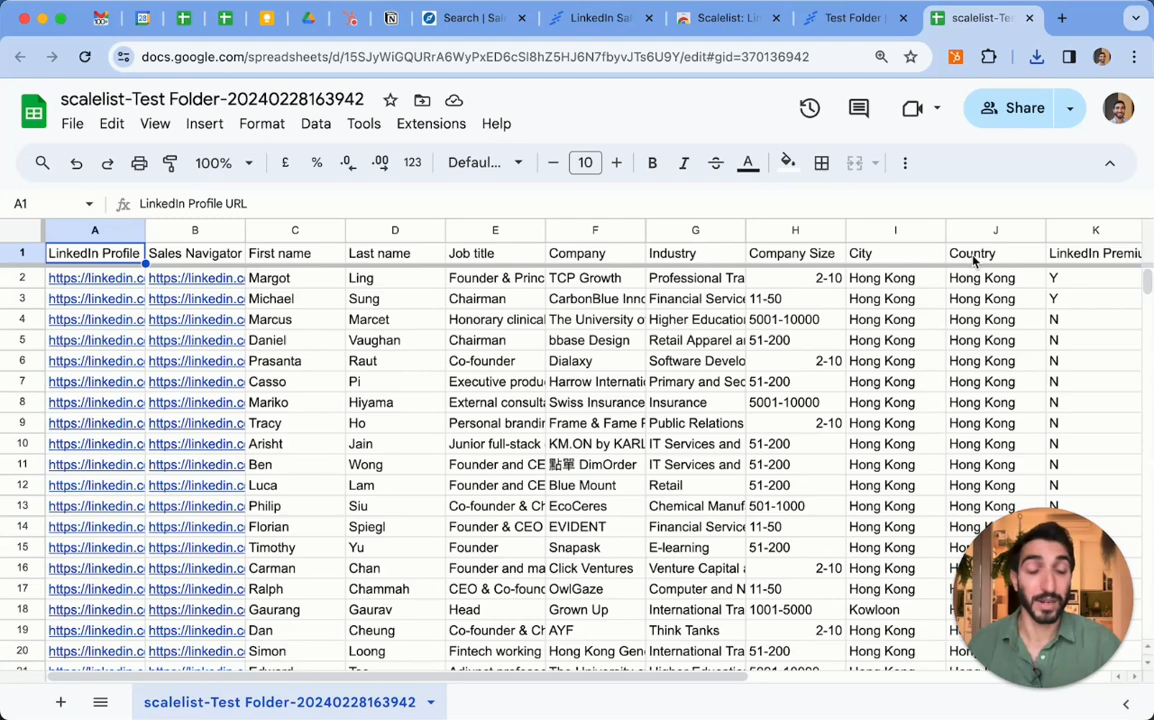 Search | Sale
LinkedIn Sal
Scalelist: Lin
Test Folder |
scalelist-Tes
docs.google.com/spreadsheets/d/15SJyWiGQURrA6WyPxED6cSl8hZ5HJ6N7fbyvJTs6U9Y/edit#gid=370136942
scalelist-Test Folder-20240228163942
Share
File Edit View Insert Format Data Tools Extensions Help
100% £ % .0 .00 123 Defaul... 10 B I S A
A1 fx LinkedIn Profile URL
A B C D E F G H I J K
1 LinkedIn Profile Sales Navigator First name Last name Job title Company Industry Company Size City Country LinkedIn Premiu
2 https://linkedin.c https://linkedin.c Margot Ling Founder & Princ TCP Growth Professional Tra 2-10 Hong Kong Hong Kong Y
3 https://linkedin.c https://linkedin.c Michael Sung Chairman CarbonBlue Inno Financial Service 11-50 Hong Kong Hong Kong Y
4 https://linkedin.c https://linkedin.c Marcus Marcet Honorary clinical The University o Higher Education 5001-10000 Hong Kong Hong Kong N
5 https://linkedin.c https://linkedin.c Daniel Vaughan Chairman bbase Design Retail Apparel an 51-200 Hong Kong Hong Kong N
6 https://linkedin.c https://linkedin.c Prasanta Raut Co-founder Dialaxy Software Develo 2-10 Hong Kong Hong Kong N
7 https://linkedin.c https://linkedin.c Casso Pi Executive produ Harrow Internati Primary and Sec 51-200 Hong Kong Hong Kong N
8 https://linkedin.c https://linkedin.c Mariko Hiyama External consult Swiss Insurance Insurance 5001-10000 Hong Kong Hong Kong N
9 https://linkedin.c https://linkedin.c Tracy Ho Personal brandin Frame & Fame F Public Relations 2-10 Hong Kong Hong Kong N
10 https://linkedin.c https://linkedin.c Arisht Jain Junior full-stack KM.ON by KARL IT Services and 51-200 Hong Kong Hong Kong N
11 https://linkedin.c https://linkedin.c Ben Wong Founder and CE 點單 DimOrder IT Services and 51-200 Hong Kong Hong Kong N
12 https://linkedin.c https://linkedin.c Luca Lam Founder and CE Blue Mount Retail 51-200 Hong Kong Hong Kong N
13 https://linkedin.c https://linkedin.c Philip Siu Co-founder & Ch EcoCeres Chemical Manuf 501-1000 Hong Kong Hong Kong N
14 https://linkedin.c https://linkedin.c Florian Spiegl Founder & CEO EVIDENT Financial Service 11-50 Hong Kong Hong K N
15 https://linkedin.c https://linkedin.c Timothy Yu Founder Snapask E-learning 51-200 Hong Kong Ho
16 https://linkedin.c https://linkedin.c Carman Chan Founder and ma Click Ventures Venture Capital 2-10 Hong Kong Ho
17 https://linkedin.c https://linkedin.c Ralph Chammah CEO & Co-founc OwlGaze Computer and N 11-50 Hong Kong Ho
18 https://linkedin.c https://linkedin.c Gaurang Gaurav Head Grown Up International Tra 1001-5000 Kowloon Ho
19 https://linkedin.c https://linkedin.c Dan Cheung Co-founder & Ch AYF Think Tanks 2-10 Hong Kong Ho
20 https://linkedin.c https://linkedin.c Simon Loong Fintech working Hong Kong Gene International Tra 51-200 Hong Kong Hon
scalelist-Test Folder-20240228163942